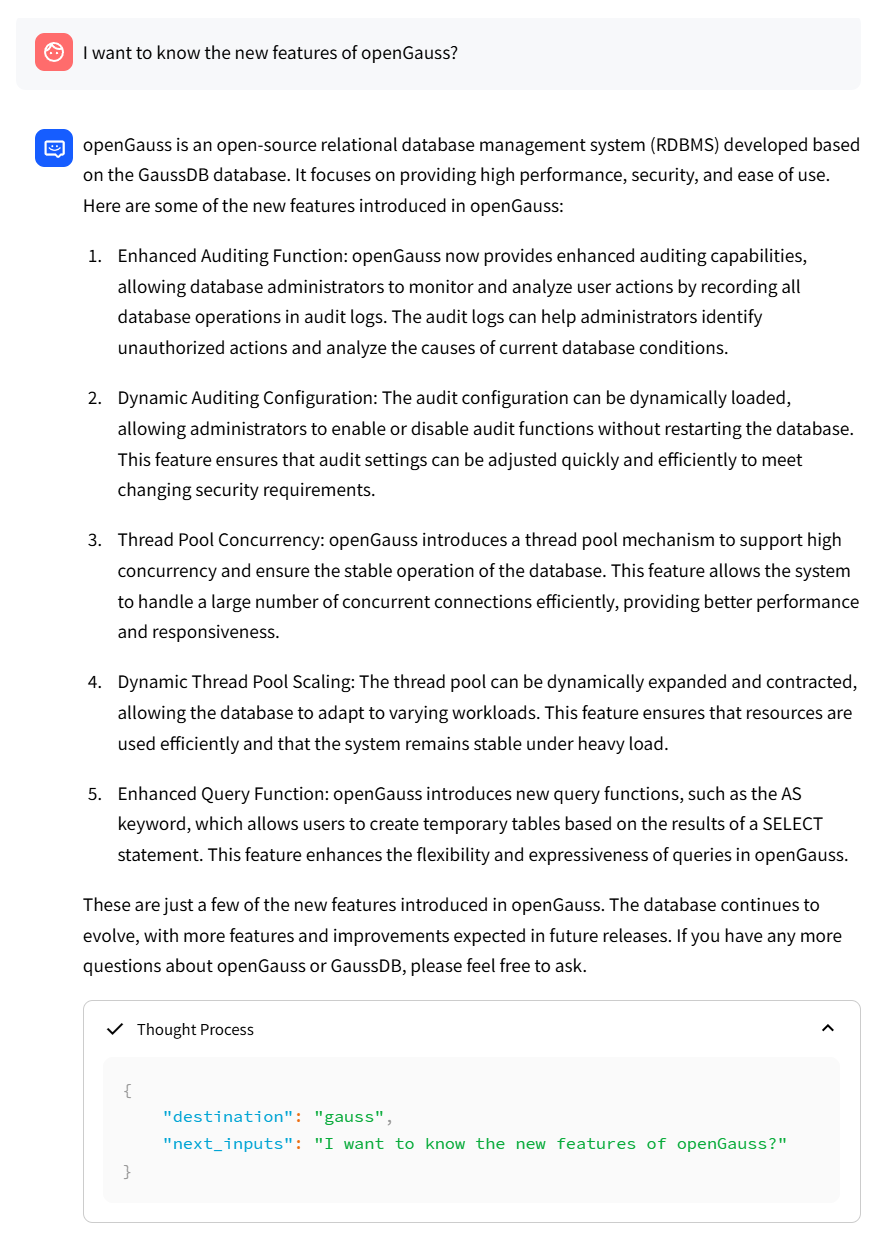 I want to know the new features of openGauss?
openGauss is an open-source relational database management system (RDBMS) developed based
on the GaussDB database. It focuses on providing high performance, security, and ease of use.
Here are some of the new features introduced in openGauss:
1. Enhanced Auditing Function: openGauss now provides enhanced auditing capabilities,
allowing database administrators to monitor and analyze user actions by recording all
database operations in audit logs. The audit logs can help administrators identify
unauthorized actions and analyze the causes of current database conditions.
2. Dynamic Auditing Configuration: The audit configuration can be dynamically loaded,
allowing administrators to enable or disable audit functions without restarting the database.
This feature ensures that audit settings can be adjusted quickly and efficiently to meet
changing security requirements.
3. Thread Pool Concurrency: openGauss introduces a thread pool mechanism to support high
concurrency and ensure the stable operation of the database. This feature allows the system
to handle a large number of concurrent connections efficiently, providing better performance
and responsiveness.
4. Dynamic Thread Pool Scaling: The thread pool can be dynamically expanded and contracted,
allowing the database to adapt to varying workloads. This feature ensures that resources are
used efficiently and that the system remains stable under heavy load.
5. Enhanced Query Function: openGauss introduces new query functions, such as the AS
keyword, which allows users to create temporary tables based on the results of a SELECT
statement. This feature enhances the flexibility and expressiveness of queries in openGauss.
These are just a few of the new features introduced in openGauss. The database continues to
evolve, with more features and improvements expected in future releases. If you have any more
questions about openGauss or GaussDB, please feel free to ask.
Thought Process
{
"destination": "gauss",
"next_inputs": "I want to know the new features of openGauss?"
}